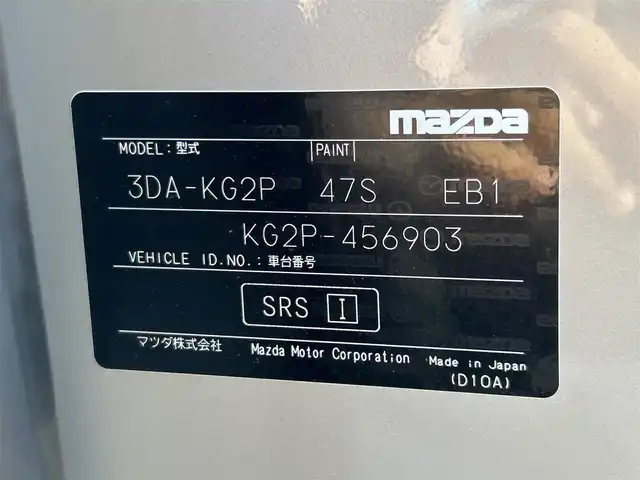 mazda
MODEL: 型式 PAINT
3DA-KG2P 47S EB1
KG2P-456903
VEHICLE ID.NO.: 車台番号
SRS I
マツダ株式会社 Mazda Motor Corporation Made in Japan
(D10A)